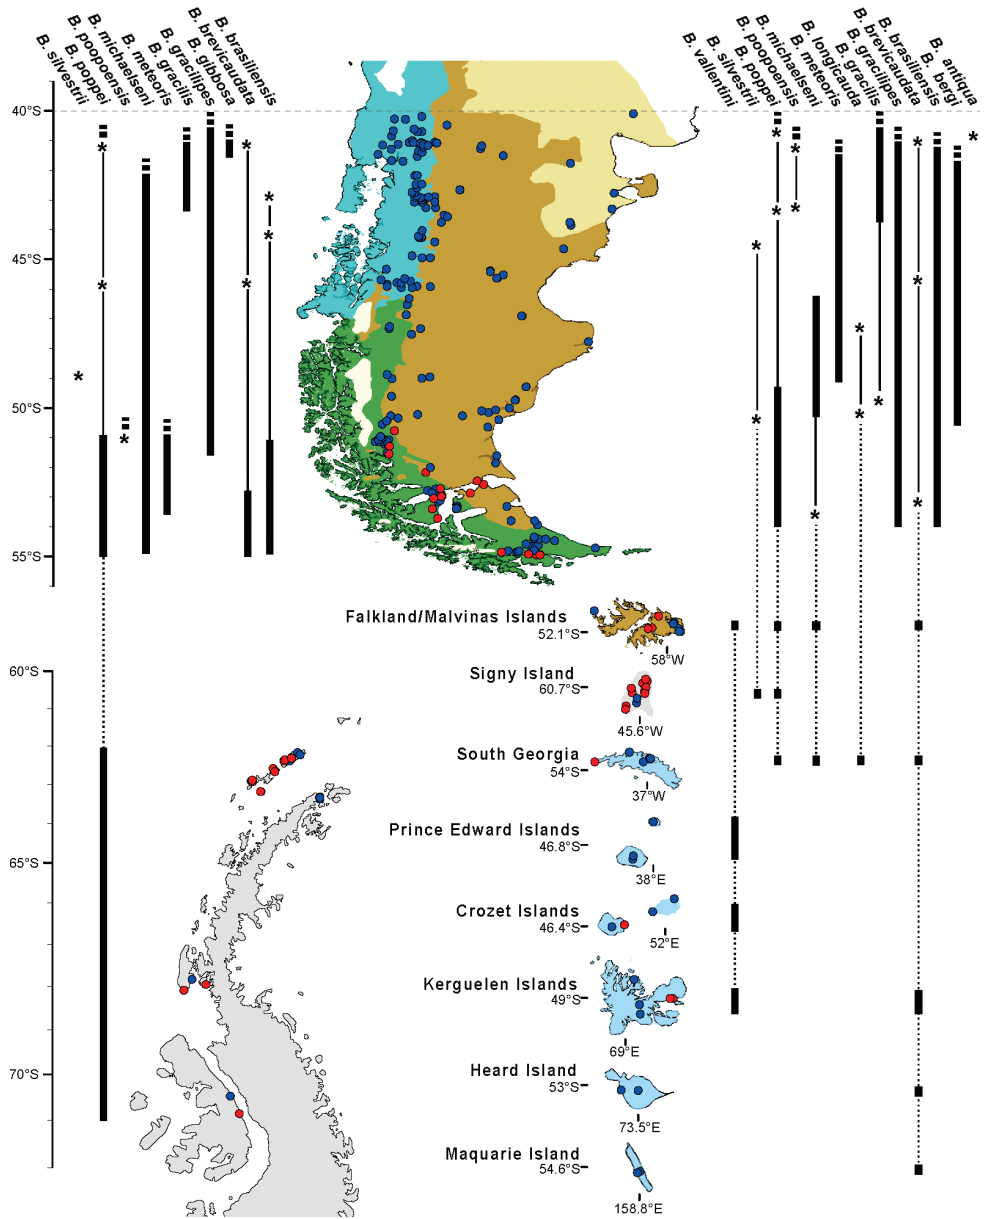 B. silvestrii
B. poppei
B. poopoensis
B. michaelseni
B. meteoris
B. gracilis
B. gracilipes
B. gibbosa
B. brevicaudata
B. brasiliensis
B. vallentini
B. silvestrii
B. poppei
B. poopoensis
B. michaelseni
B. meteoris
B. longicauda
B. gracilis
B. gracilipes
B. brevicaudata
B. brasiliensis
B. bergi
B. antiqua
40°S
*
45°S
50°S
55°S
60°S
65°S
70°S
Falkland/Malvinas Islands
52.1°S
58°W
Signy Island
60.7°S
45.6°W
South Georgia
54°S
37°W
Prince Edward Islands
46.8°S
38°E
Crozet Islands
46.4°S
52°E
Kerguelen Islands
49°S
69°E
Heard Island
53°S
73.5°E
Maquarie Island
54.6°S
158.8°E